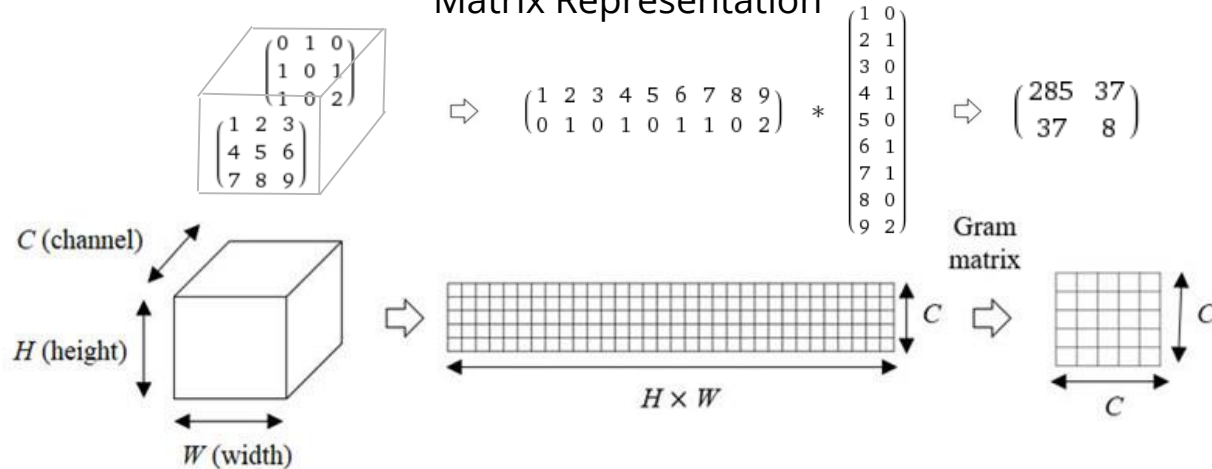 Matrix Representation
0 1 0
1 0 1
1 0 2
1 2 3
4 5 6
7 8 9
1 2 3 4 5 6 7 8 9
0 1 0 1 0 1 1 0 2
*
1 0
2 1
3 0
4 1
5 0
6 1
7 1
8 0
9 2
285 37
37 8
C (channel)
H (height)
W (width)
C
H × W
Gram
matrix
C
C